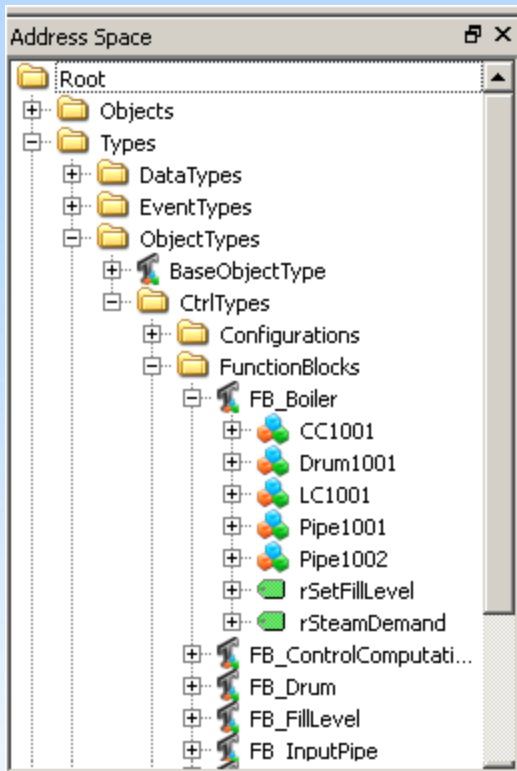 Address Space
Root
Objects
Types
DataTypes
EventTypes
ObjectTypes
BaseObjectType
CtrlTypes
Configurations
FunctionBlocks
FB_Boiler
CC1001
Drum1001
LC1001
Pipe1001
Pipe1002
rSetFillLevel
rSteamDemand
FB_ControlComputati...
FB_Drum
FB_FillLevel
FB_InputPipe